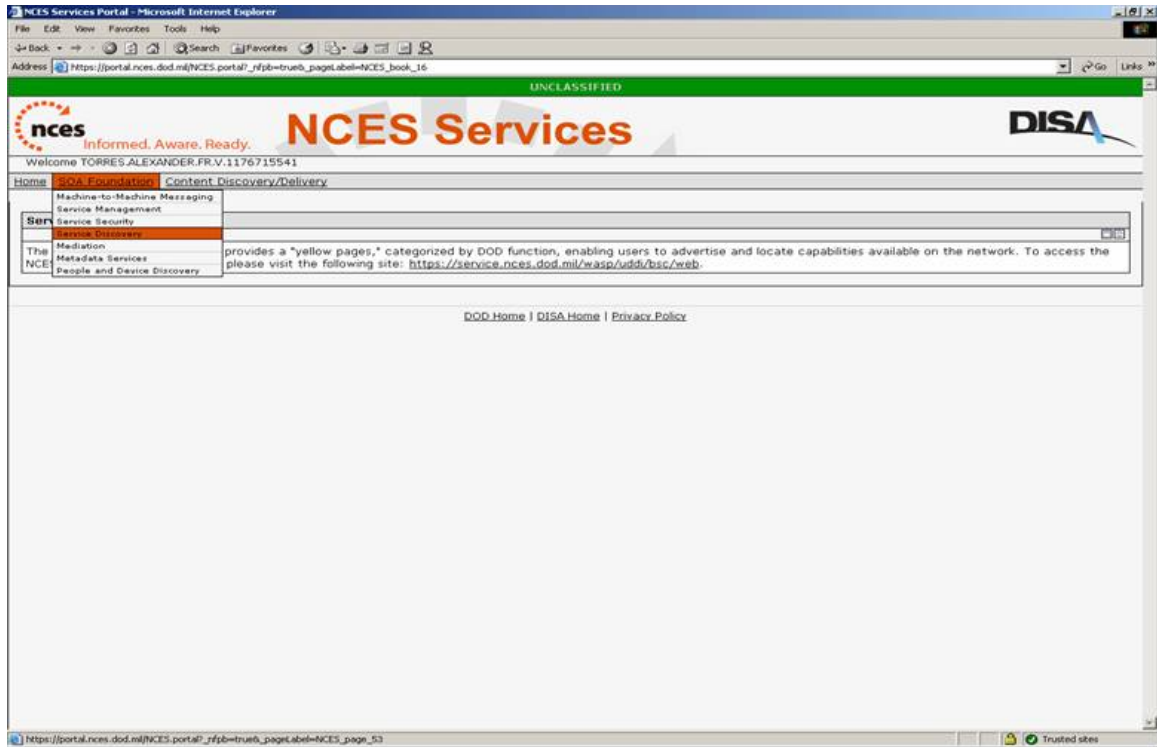 NCES Services Portal - Microsoft Internet Explorer
File Edit View Favorites Tools Help
Back Search Favorites
Address https://portal.nces.dod.mil/NCES.portal?_nfpb=true&_pageLabel=NCES_book_16 Go Links »
UNCLASSIFIED
nces
Informed. Aware. Ready.
NCES Services
DISA
Welcome TORRES.ALEXANDER.FR.V.1176715541
Home SOA Foundation Content Discovery/Delivery
Machine-to-Machine Messaging
Service Management
Serv Service Security
Service Discovery
The Mediation provides a "yellow pages," categorized by DOD function, enabling users to advertise and locate capabilities available on the network. To access the
Metadata Services
NCES please visit the following site: https://service.nces.dod.mil/wasp/uddi/bsc/web.
People and Device Discovery
DOD Home | DISA Home | Privacy Policy
https://portal.nces.dod.mil/NCES.portal?_nfpb=true&_pageLabel=NCES_page_53 Trusted sites